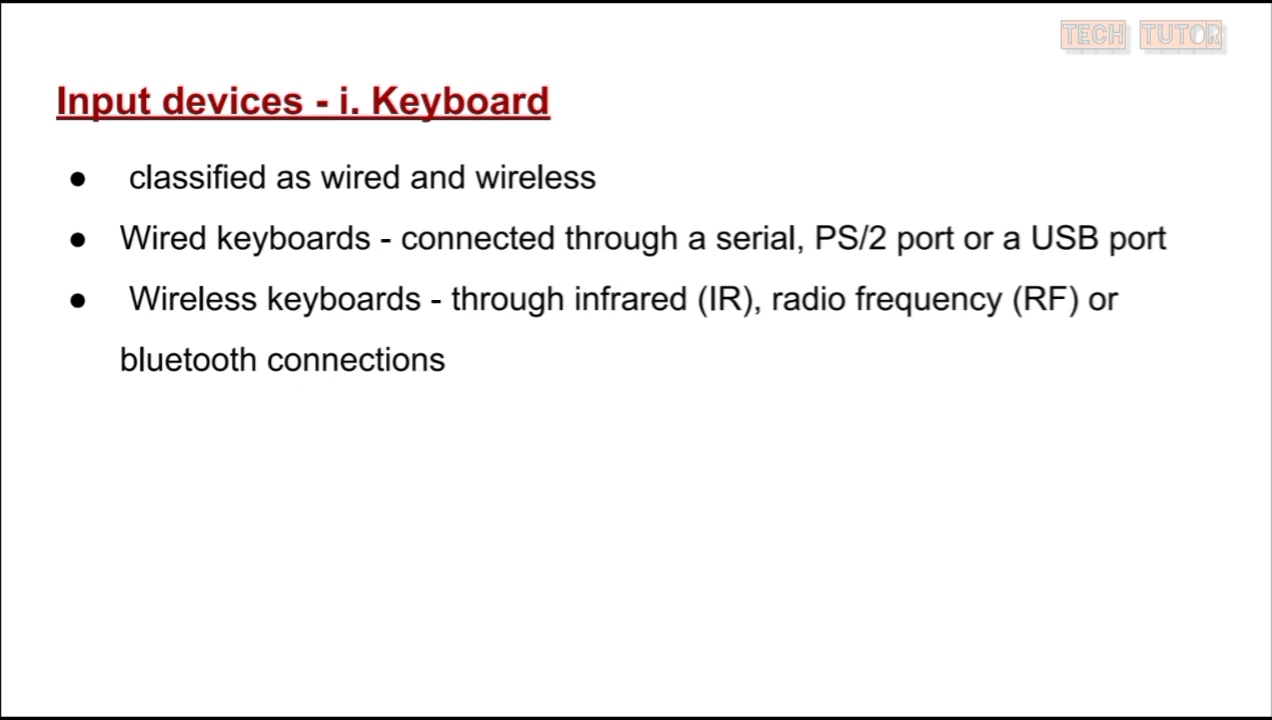 TECH TUTOR
Input devices - i. Keyboard
● classified as wired and wireless
● Wired keyboards - connected through a serial, PS/2 port or a USB port
● Wireless keyboards - through infrared (IR), radio frequency (RF) or
bluetooth connections